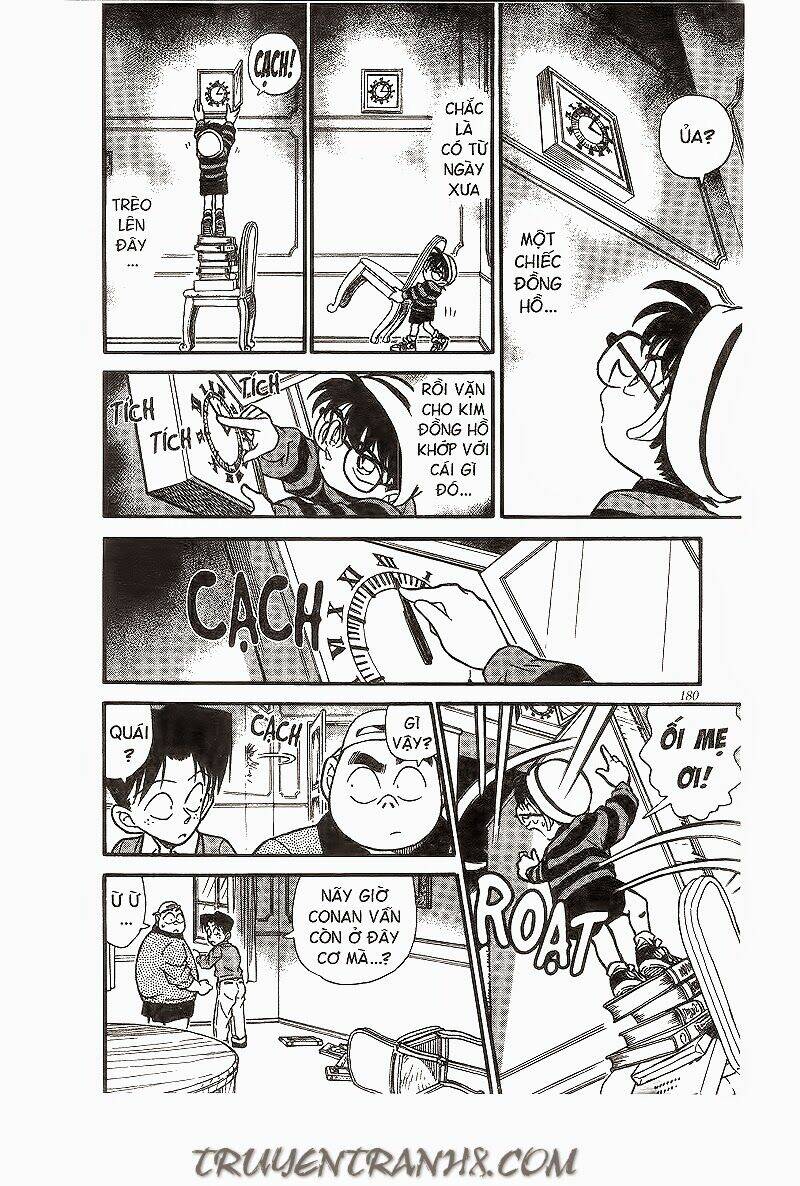 ỦA?
MỘT
CHIẾC
ĐỒNG
HỒ...
CHẮC
LÀ
CÓ TỪ
NGÀY
XƯA
CẠCH!
TRÈO
LÊN
ĐÂY
...
TÍCH
TÍCH
TÍCH
RỒI VẶN
CHO KIM
ĐỒNG HỒ
KHỚP VỚI
CÁI GÌ
ĐÓ...
CẠCH
XI
XII
I
X
180
ỐI MẸ
ƠI!
ROẠT
GÌ
VẬY?
CẠCH
QUÁI
?
NÃY GIỜ
CONAN VẪN
CÒN Ở ĐÂY
CƠ MÀ...?
Ừ Ừ
...
TRUYENTRANH8.COM